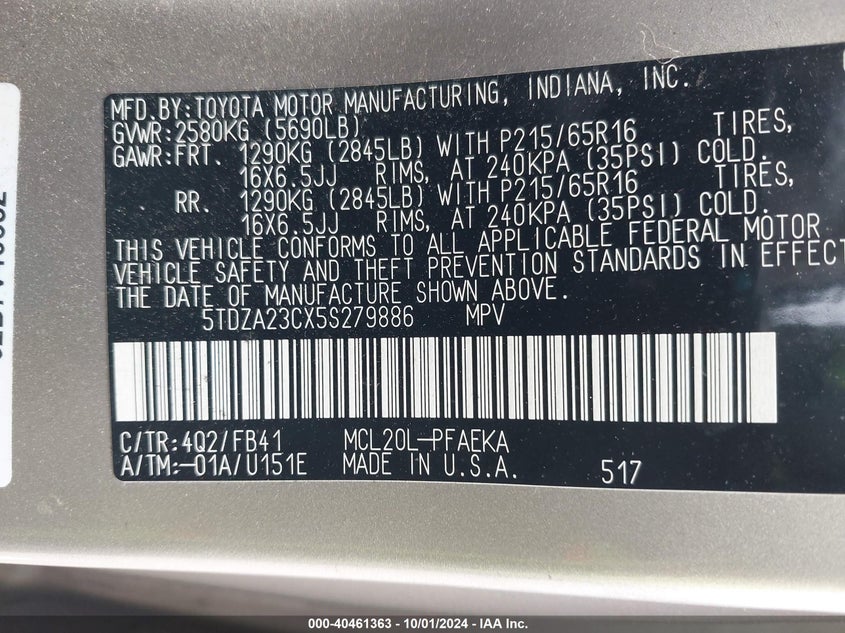 MFD.BY:TOYOTA MOTOR MANUFACTURING, INDIANA, INC.
GVWR:2580KG (5690LB)
GAWR:FRT. 1290KG (2845LB) WITH P215/65R16 TIRES,
16X6.5JJ RIMS, AT 240KPA (35PSI) COLD.
RR. 1290KG (2845LB) WITH P215/65R16 TIRES,
16X6.5JJ RIMS, AT 240KPA (35PSI) COLD.
THIS VEHICLE CONFORMS TO ALL APPLICABLE FEDERAL MOTOR
VEHICLE SAFETY AND THEFT PREVENTION STANDARDS IN EFFECT
THE DATE OF MANUFACTURE SHOWN ABOVE.
5TDZA23CX5S279886 MPV
C/TR:4Q2/FB41 MCL20L-PFAEKA
A/TM:-01A/U151E MADE IN U.S.A. 517
000-40461363 - 10/01/2024 - IAA Inc.